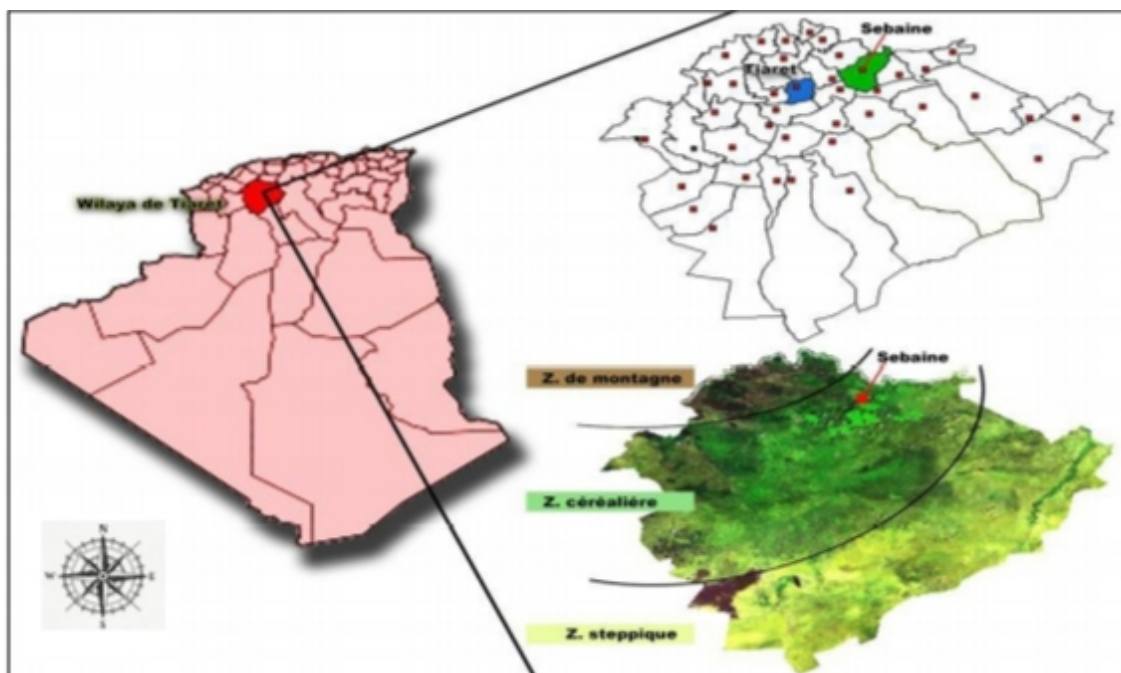 Sebaine
Tiaret
Wilaya de Tiaret
Sebaine
Z. de montagne
Z. céréalière
Z. steppique
N
W
E
S